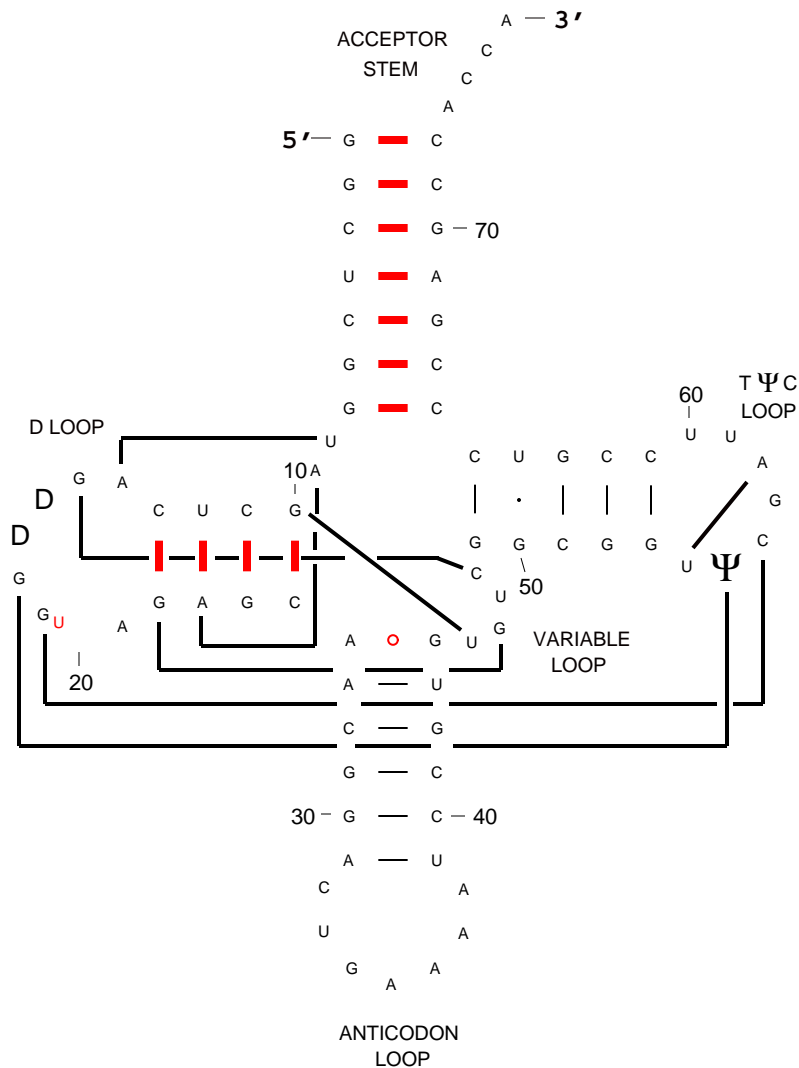 A — 3′
ACCEPTOR
STEM
C
C
A
5′ — G C
G C
C G — 70
U A
C G
G C
G C
60
T Ψ C
LOOP
U U
D LOOP
U
C U G C C
A
G A
10
A
G
D
C U C G
D
G G C G G U Ψ C
C
50
G
G A G C
U
G U A
A G U G
VARIABLE
LOOP
20
A U
C G
G C
30 — G C — 40
A U
C A
U A
G A A
ANTICODON
LOOP